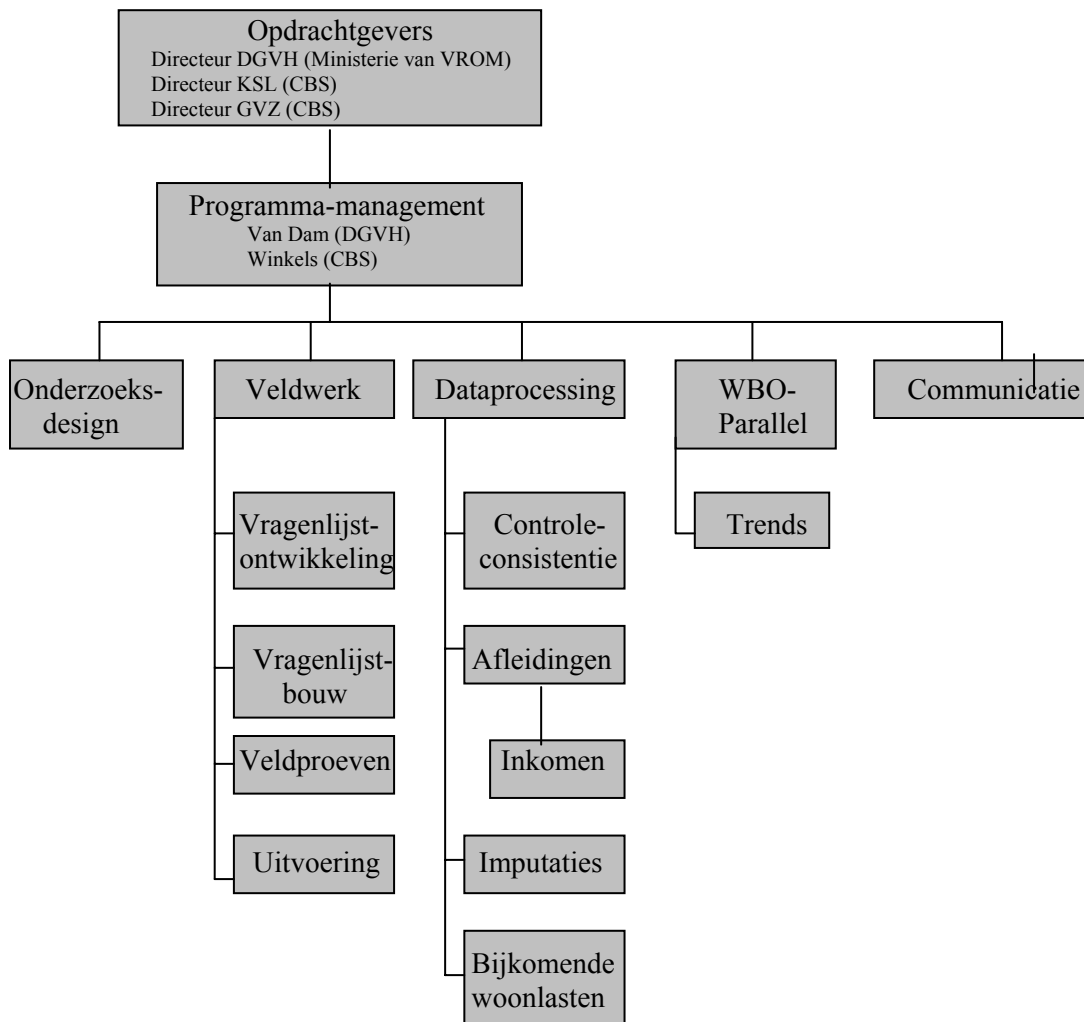 Opdrachtgevers
Directeur DGVH (Ministerie van VROM)
Directeur KSL (CBS)
Directeur GVZ (CBS)
Programma-management
Van Dam (DGVH)
Winkels (CBS)
Onderzoeks-
design
Veldwerk
Dataprocessing
WBO-
Parallel
Communicatie
Vragenlijst-
ontwikkeling
Controle-
consistentie
Trends
Vragenlijst-
bouw
Afleidingen
Veldproeven
Inkomen
Uitvoering
Imputaties
Bijkomende
woonlasten